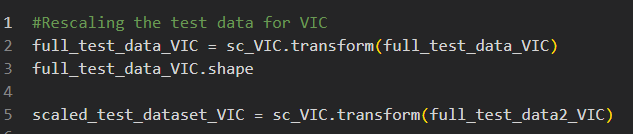 1 #Rescaling the test data for VIC
2 full_test_data_VIC = sc_VIC.transform(full_test_data_VIC)
3 full_test_data_VIC.shape
4
5 scaled_test_dataset_VIC = sc_VIC.transform(full_test_data2_VIC)